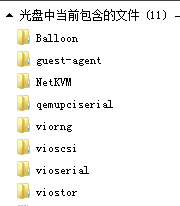 光盘中当前包含的文件 (11)
Balloon
guest-agent
NetKVM
qemupciserial
viorng
vioscsi
vioserial
viostor